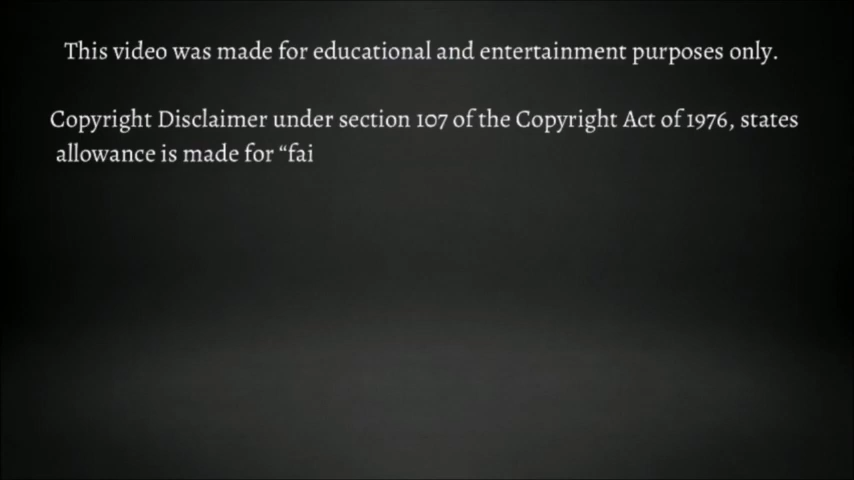 This video was made for educational and entertainment purposes only.
Copyright Disclaimer under section 107 of the Copyright Act of 1976, states
allowance is made for “fai